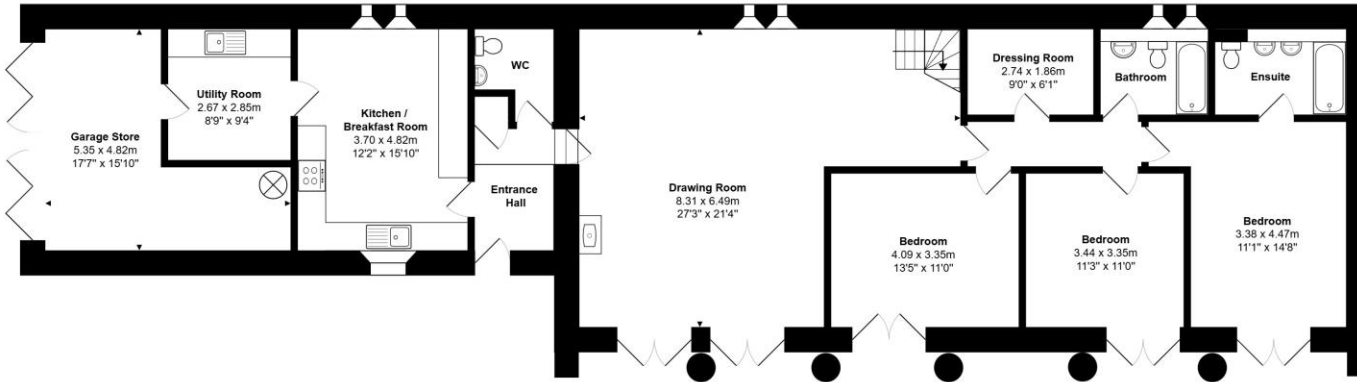 Garage Store
5.35 x 4.82m
17'7" x 15'10"
Utility Room
2.67 x 2.85m
8'9" x 9'4"
Kitchen /
Breakfast Room
3.70 x 4.82m
12'2" x 15'10"
WC
Entrance
Hall
Drawing Room
8.31 x 6.49m
27'3" x 21'4"
Dressing Room
2.74 x 1.86m
9'0" x 6'1"
Bathroom
Ensuite
Bedroom
4.09 x 3.35m
13'5" x 11'0"
Bedroom
3.44 x 3.35m
11'3" x 11'0"
Bedroom
3.38 x 4.47m
11'1" x 14'8"